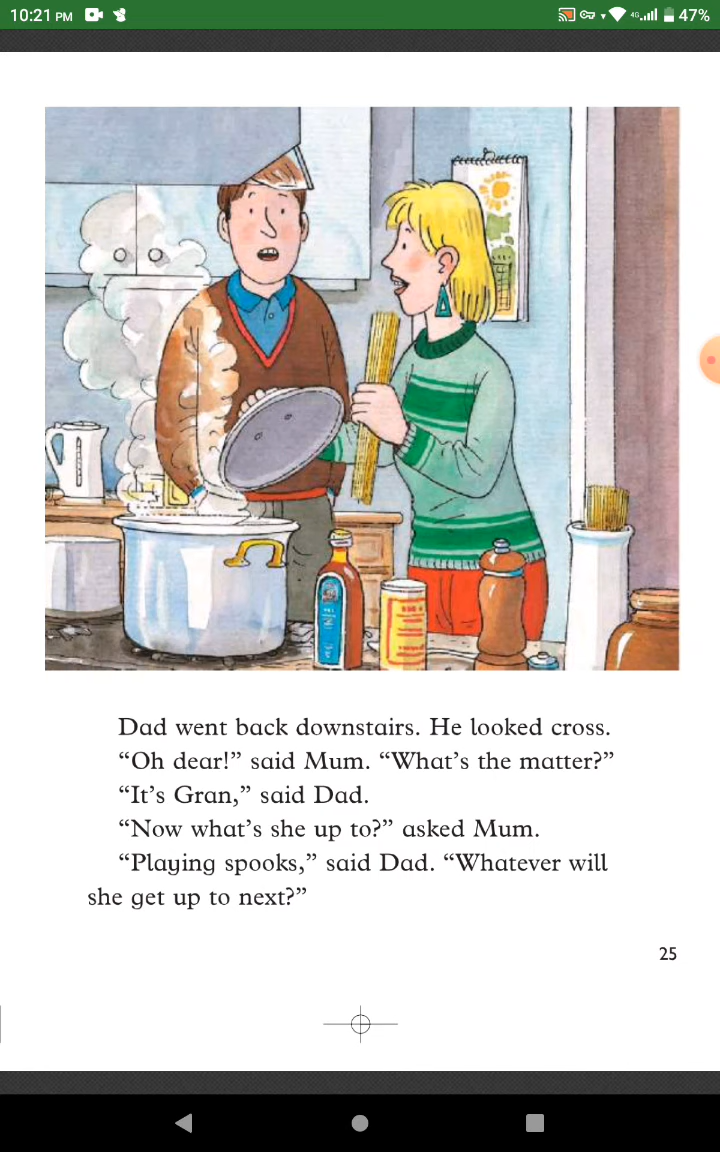 10:21 PM 4G 47%
Dad went back downstairs. He looked cross.
“Oh dear!” said Mum. “What’s the matter?”
“It’s Gran,” said Dad.
“Now what’s she up to?” asked Mum.
“Playing spooks,” said Dad. “Whatever will
she get up to next?”
25